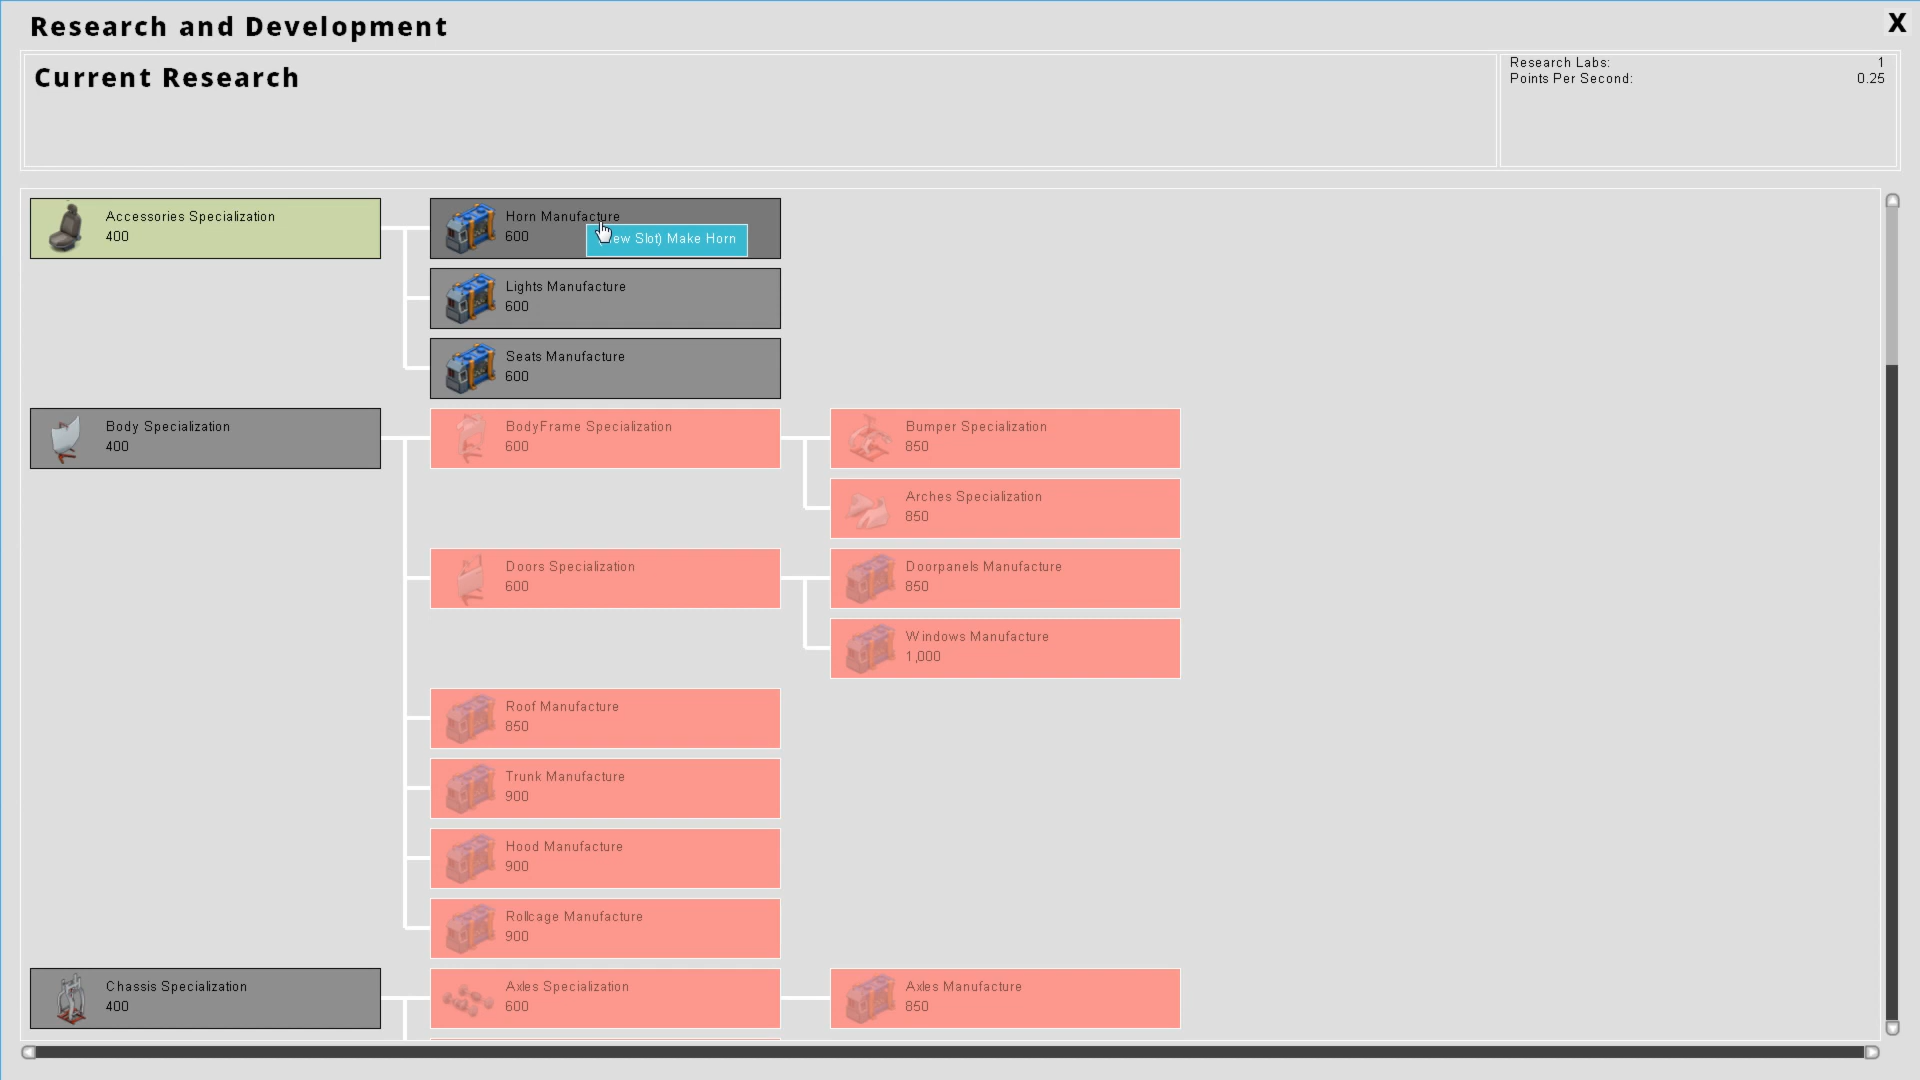 Research and Development
X
Current Research
Research Labs: 1
Points Per Second: 0.25
Accessories Specialization
400
Horn Manufacture
600
Slot) Make Horn
Lights Manufacture
600
Seats Manufacture
600
Body Specialization
400
BodyFrame Specialization
600
Bumper Specialization
850
Arches Specialization
850
Doors Specialization
600
Doorpanels Manufacture
850
Windows Manufacture
1,000
Roof Manufacture
850
Trunk Manufacture
900
Hood Manufacture
900
Rollcage Manufacture
900
Chassis Specialization
400
Axles Specialization
600
Axles Manufacture
850